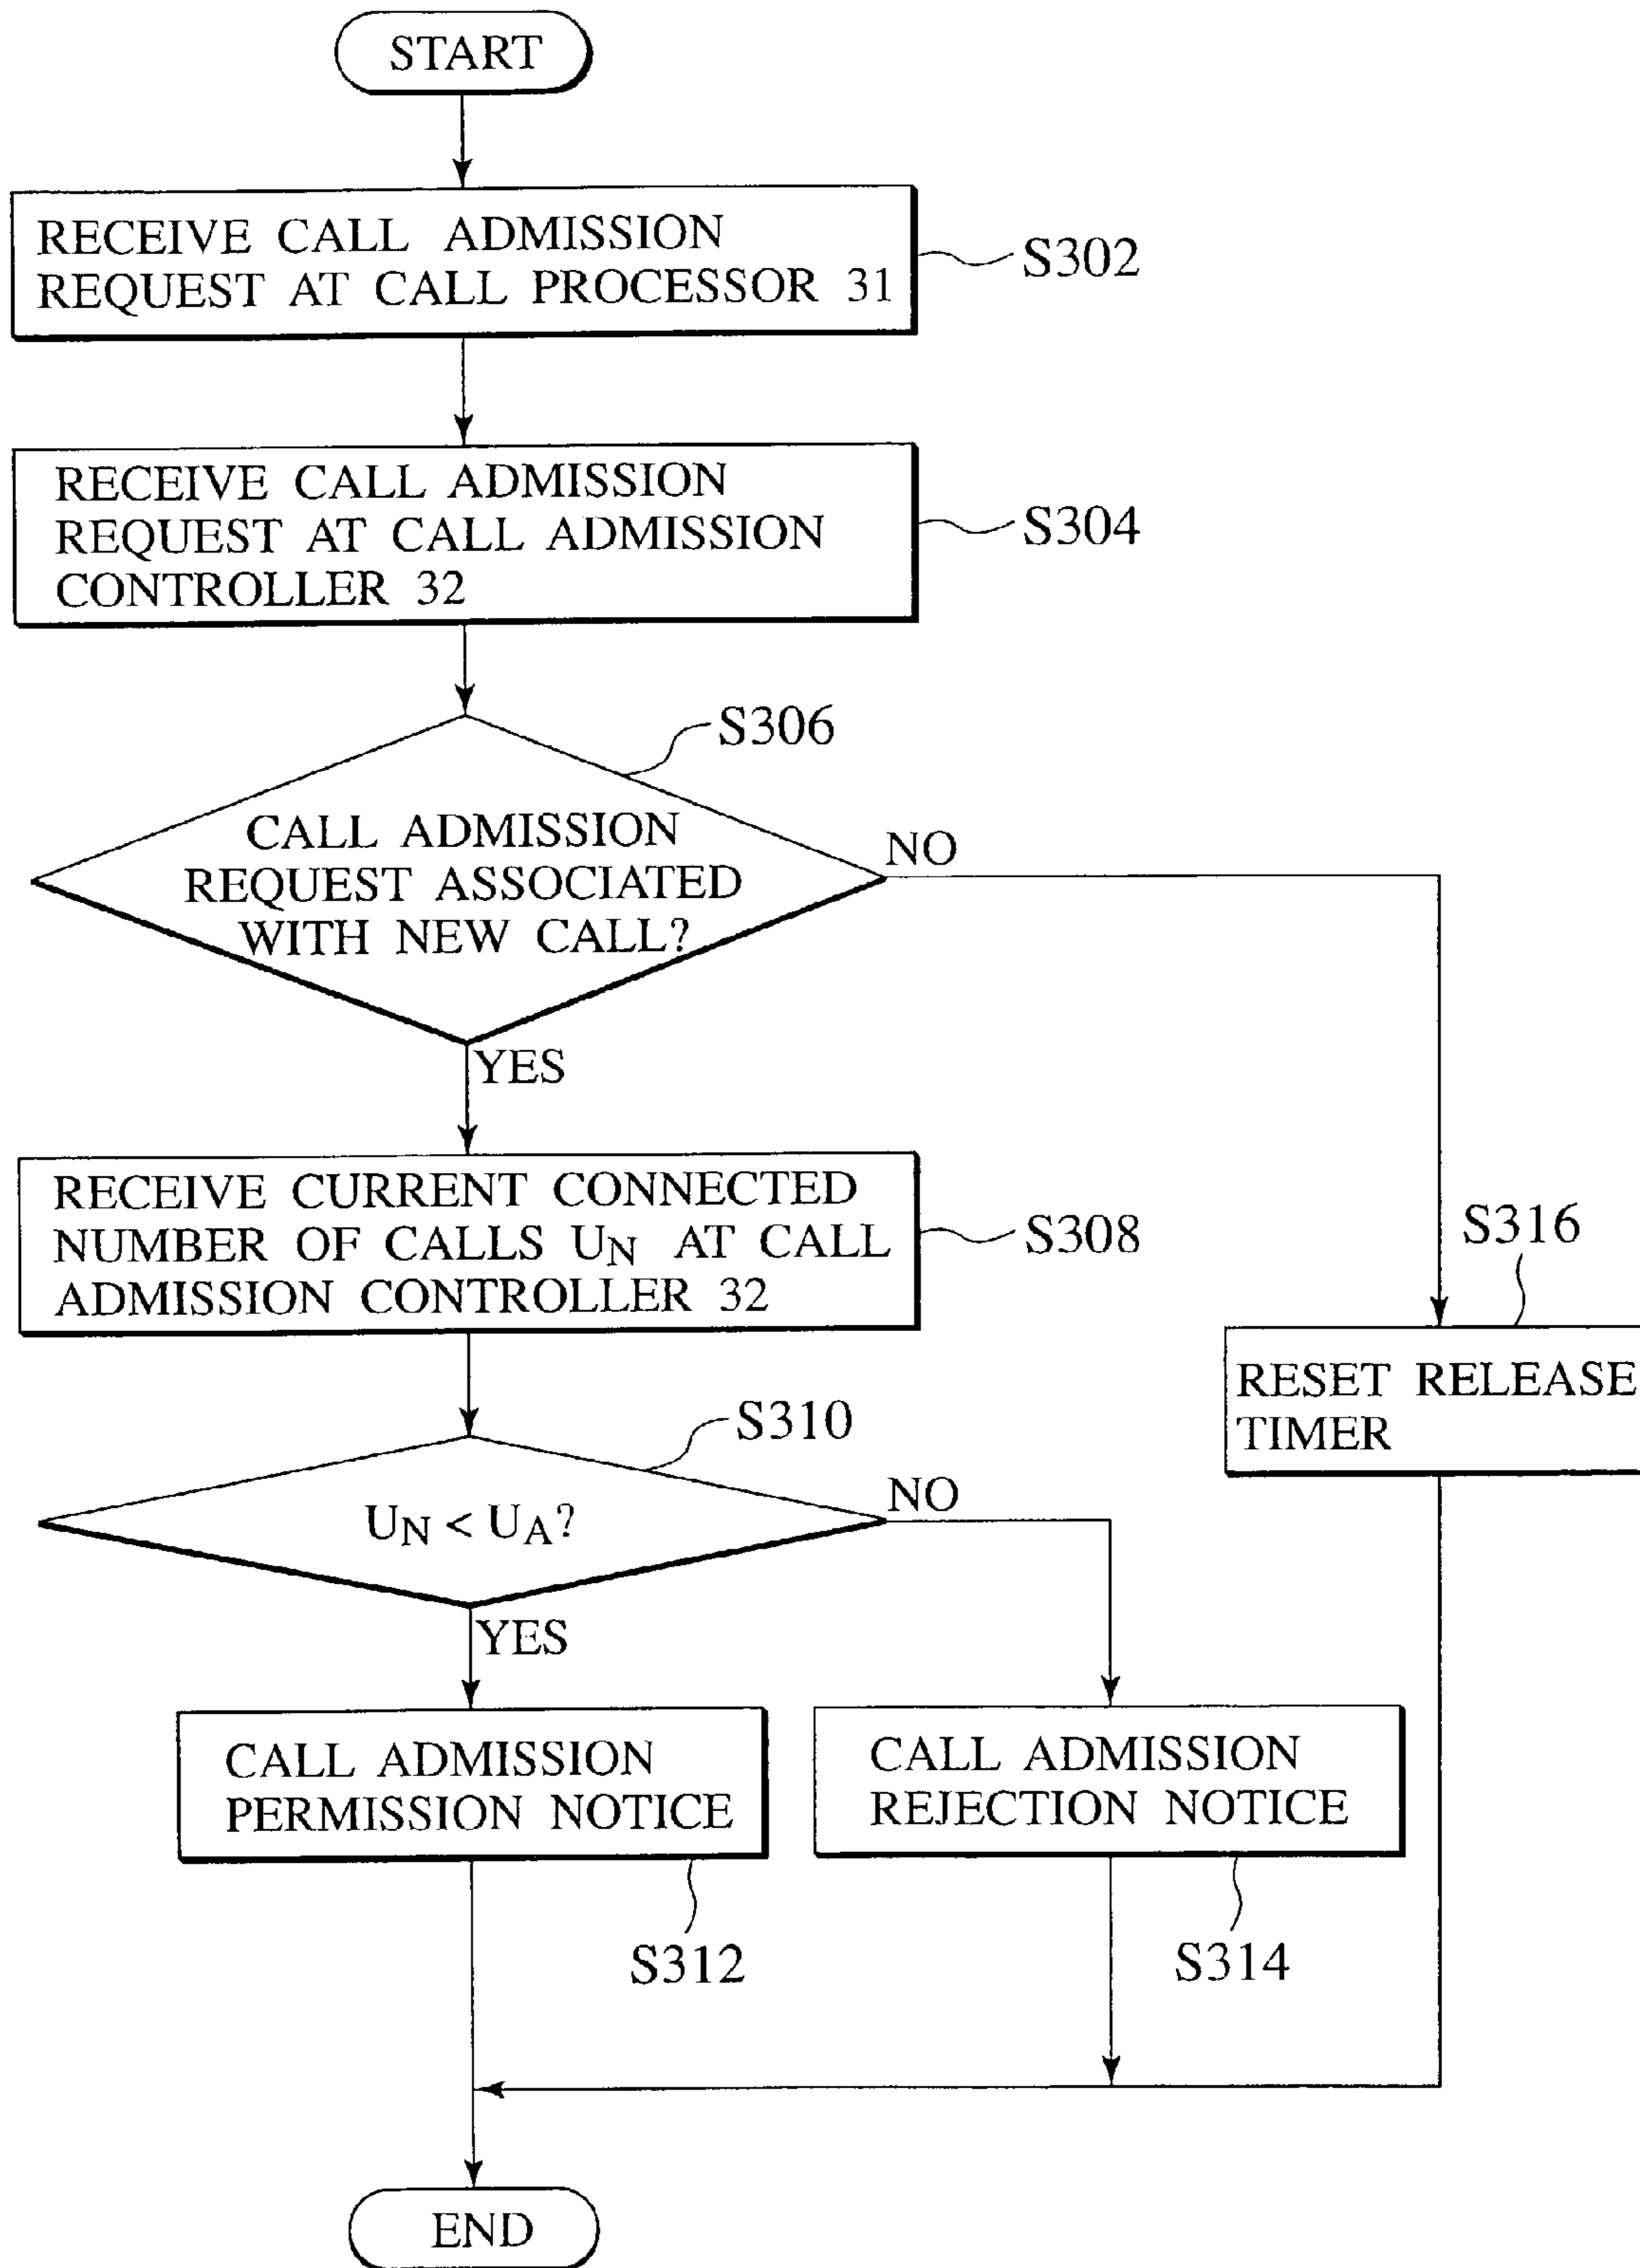 START
RECEIVE CALL ADMISSION
REQUEST AT CALL PROCESSOR 31
S302
RECEIVE CALL ADMISSION
REQUEST AT CALL ADMISSION
CONTROLLER 32
S304
S306
CALL ADMISSION
REQUEST ASSOCIATED
WITH NEW CALL?
NO
YES
RECEIVE CURRENT CONNECTED
NUMBER OF CALLS UN AT CALL
ADMISSION CONTROLLER 32
S308
S316
RESET RELEASE
TIMER
S310
UN < UA?
NO
YES
CALL ADMISSION
PERMISSION NOTICE
S312
CALL ADMISSION
REJECTION NOTICE
S314
END